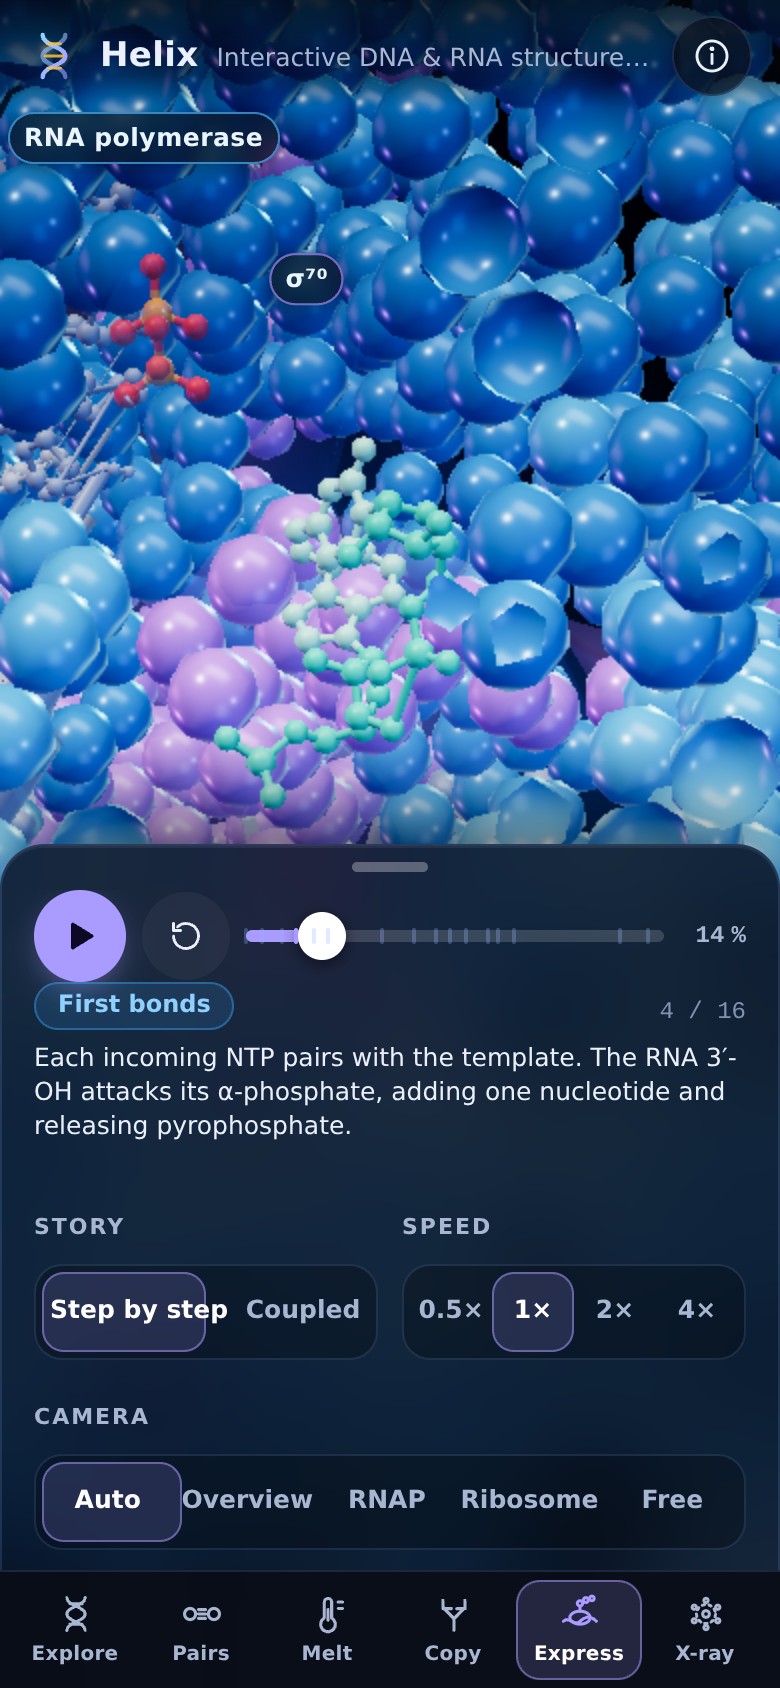 Helix Interactive DNA & RNA structure…
RNA polymerase
σ⁷⁰
14 %
First bonds
4 / 16
Each incoming NTP pairs with the template. The RNA 3′-
OH attacks its α-phosphate, adding one nucleotide and
releasing pyrophosphate.
STORY
SPEED
Step by step Coupled
0.5× 1× 2× 4×
CAMERA
Auto Overview RNAP Ribosome Free
Explore Pairs Melt Copy Express X-ray